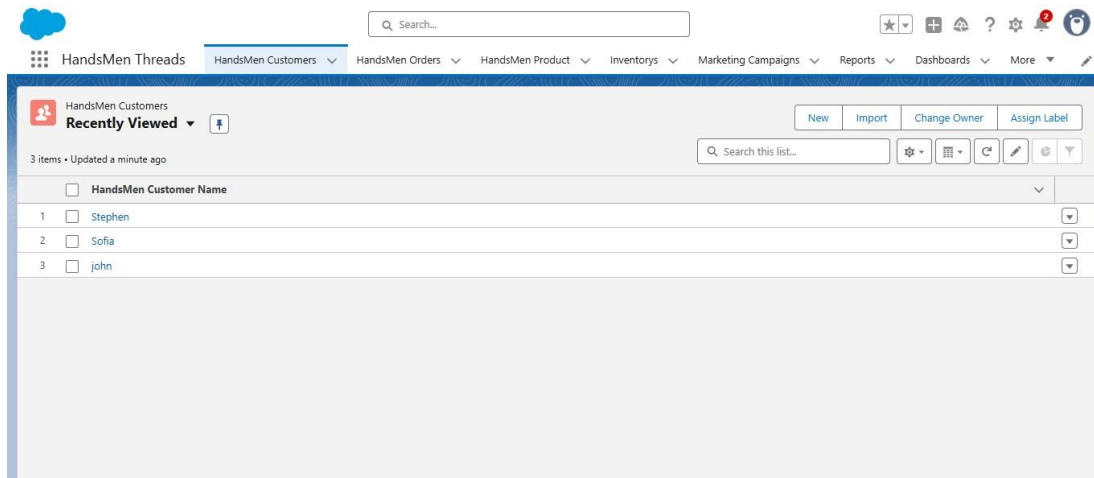 Search...
2
HandsMen Threads HandsMen Customers HandsMen Orders HandsMen Product Inventorys Marketing Campaigns Reports Dashboards More
HandsMen Customers
Recently Viewed
New Import Change Owner Assign Label
3 items • Updated a minute ago
Search this list...
HandsMen Customer Name
1 Stephen
2 Sofia
3 john